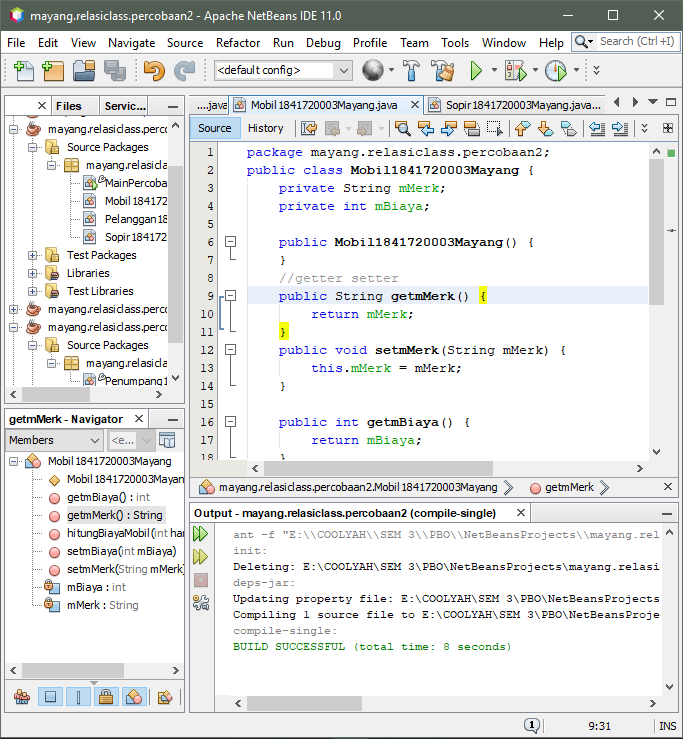 mayang.relasiclass.percobaan2 - Apache NetBeans IDE 11.0
File Edit View Navigate Source Refactor Run Debug Profile Team Tools Window Help Search (Ctrl+I)
<default config>
Files Servic...
mayang.relasiclass.perco
Source Packages
mayang.relasicla
MainPercoba
Mobil184172
Pelanggan18
Sopir184172
Test Packages
Libraries
Test Libraries
mayang.relasiclass.perco
mayang.relasiclass.perco
Source Packages
mayang.relasicla
Penumpang1
...java Mobil1841720003Mayang.java Sopir1841720003Mayang.java...
Source History
1 package mayang.relasiclass.percobaan2;
2 public class Mobil1841720003Mayang {
3 private String mMerk;
4 private int mBiaya;
5
6 public Mobil1841720003Mayang() {
7 }
8 //getter setter
9 public String getmMerk() {
10 return mMerk;
11 }
12 public void setmMerk(String mMerk) {
13 this.mMerk = mMerk;
14 }
15
16 public int getmBiaya() {
17 return mBiaya;
18 }
mayang.relasiclass.percobaan2.Mobil1841720003Mayang getmMerk
getmMerk - Navigator
Members <e...
Mobil1841720003Mayang
Mobil1841720003Mayang
getmBiaya() : int
getmMerk() : String
hitungBiayaMobil(int har
setmBiaya(int mBiaya)
setmMerk(String mMerk)
mBiaya : int
mMerk : String
Output - mayang.relasiclass.percobaan2 (compile-single)
ant -f "E:\\COOLYAH\\SEM 3\\PBO\\NetBeansProjects\\mayang.rel
init:
Deleting: E:\COOLYAH\SEM 3\PBO\NetBeansProjects\mayang.relasi
deps-jar:
Updating property file: E:\COOLYAH\SEM 3\PBO\NetBeansProjects
Compiling 1 source file to E:\COOLYAH\SEM 3\PBO\NetBeansProje
compile-single:
BUILD SUCCESSFUL (total time: 8 seconds)
1 9:31 INS